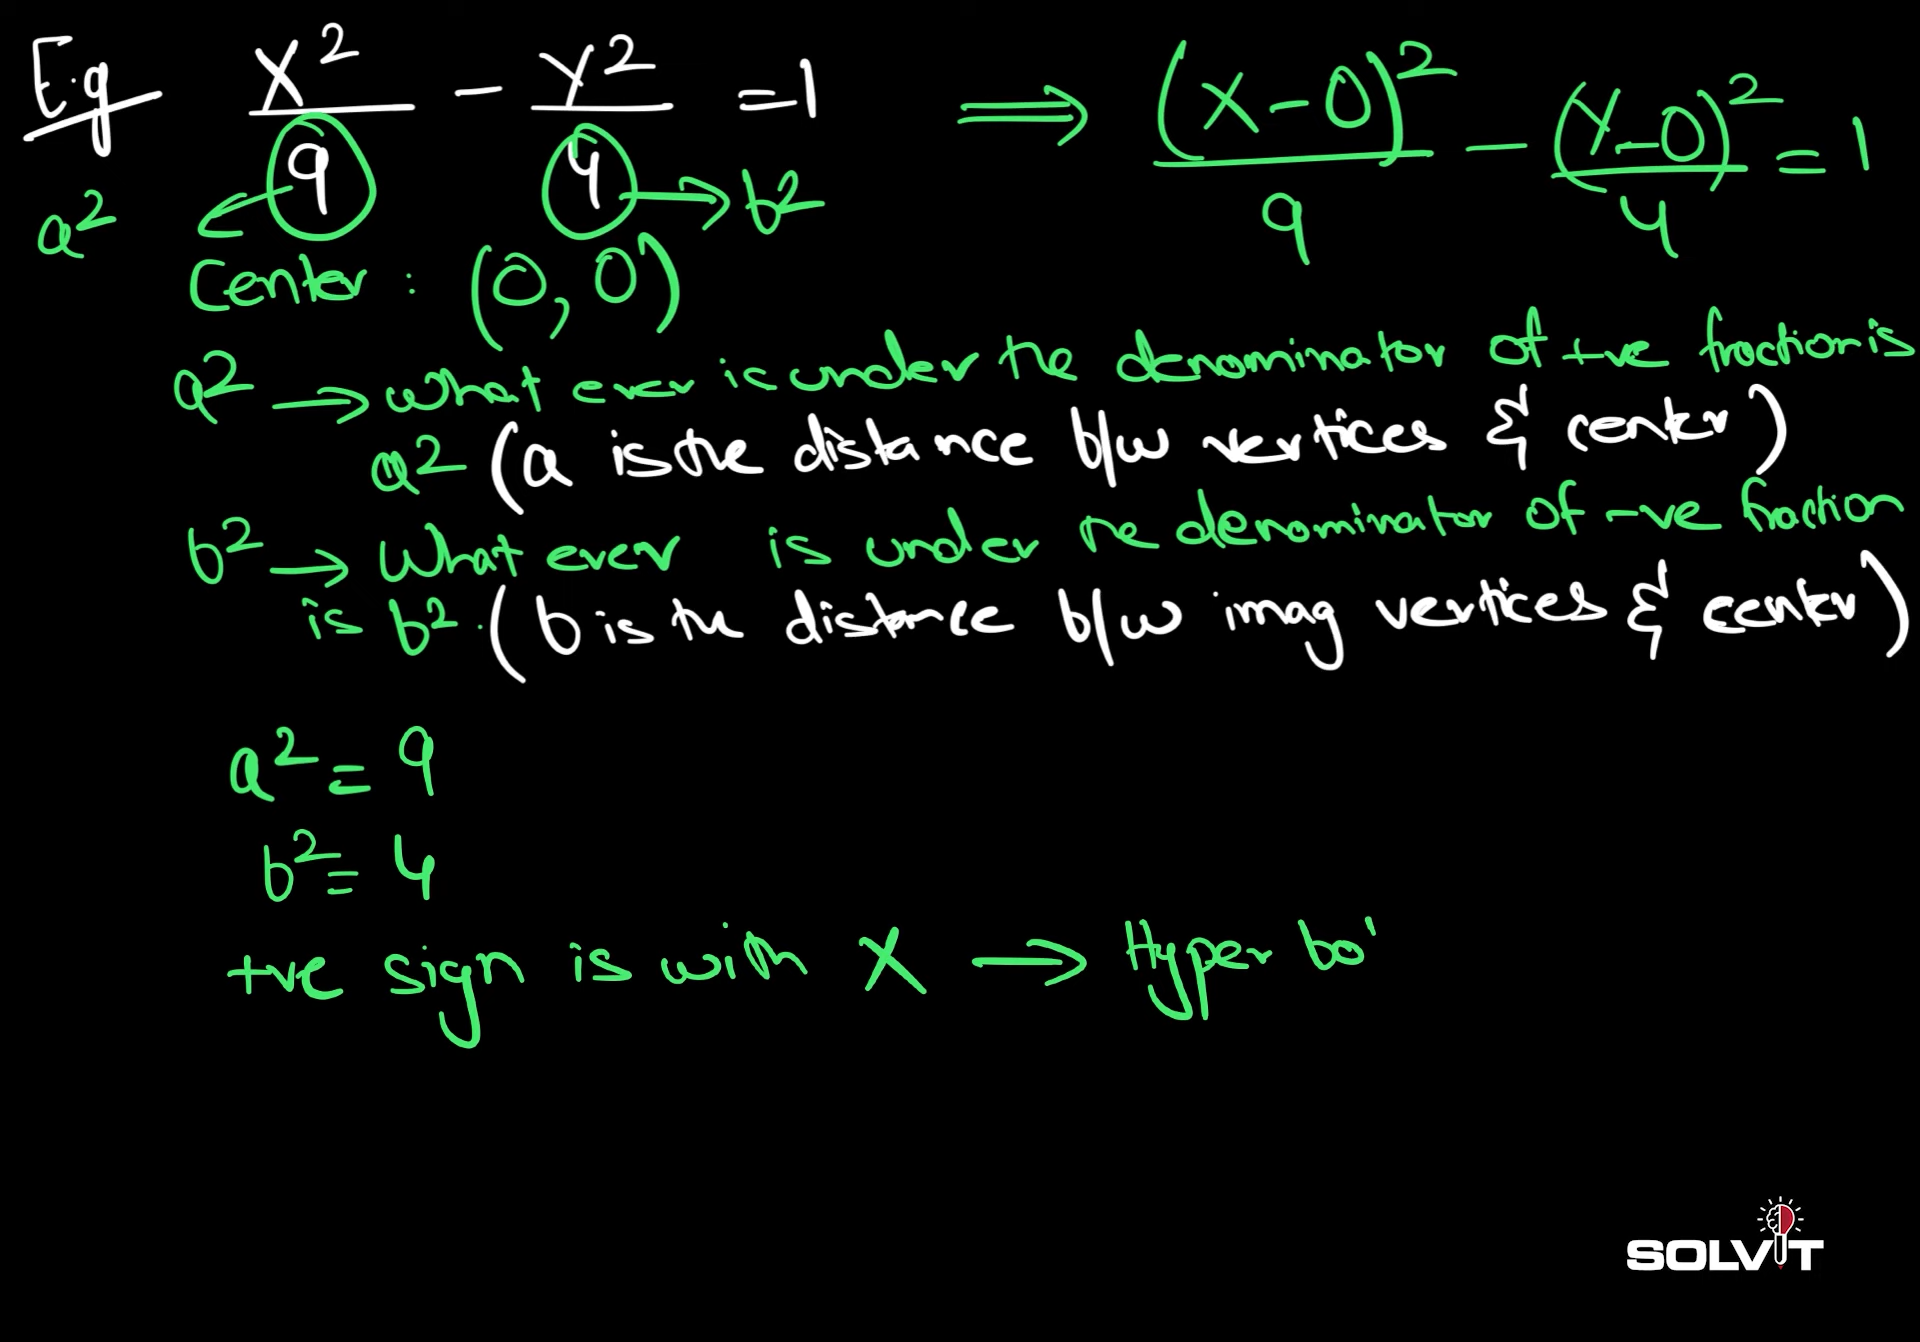 E.g x²/9 - y²/4 = 1 ⟹ (x-0)²/9 - (y-0)²/4 = 1
a² ← → b²
Center : (0, 0)
a² → What ever is under the denominator of +ve fraction is
a² (a is the distance b/w vertices & center)
b² → What ever is under the denominator of -ve fraction
is b². (b is the distance b/w imag vertices & center)
a² = 9
b² = 4
+ve sign is with X → Hyper bo
SOLVIT